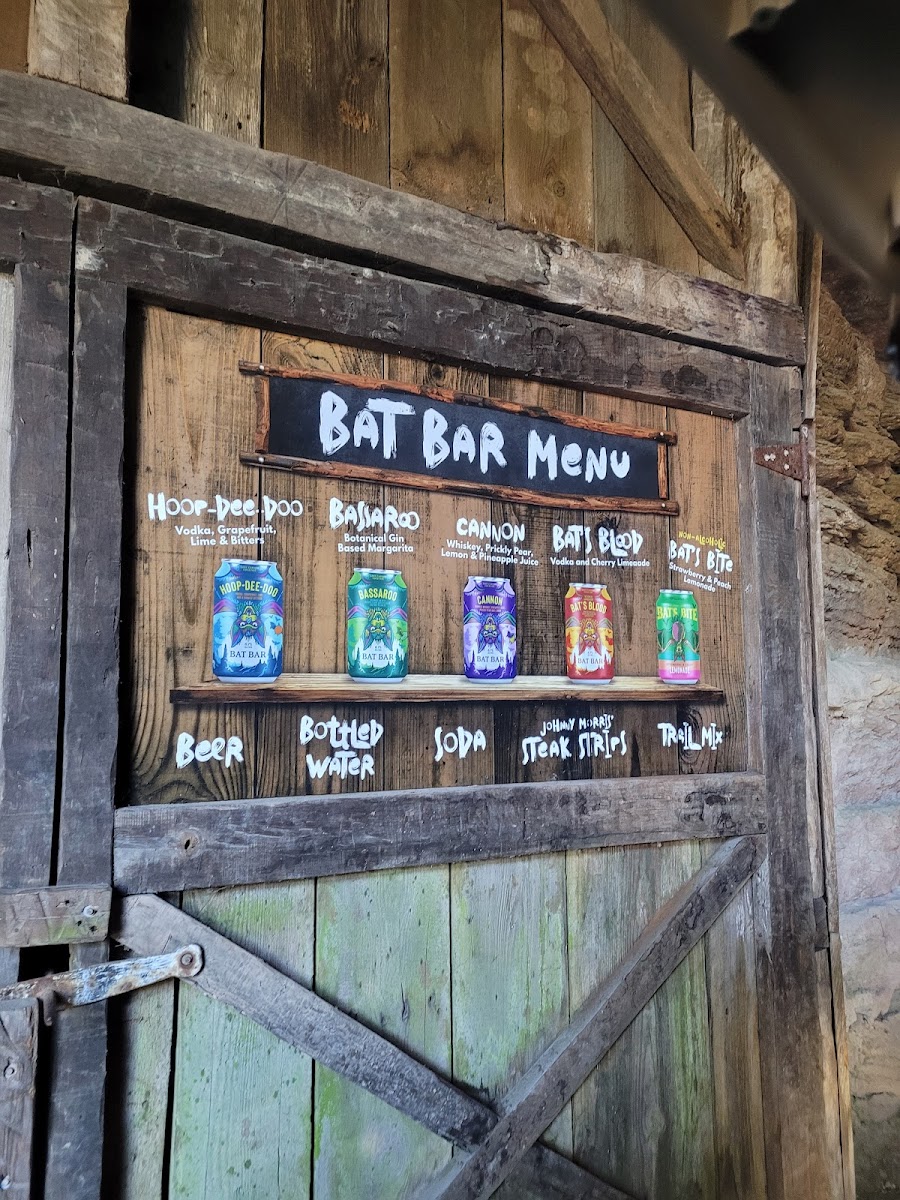 BAT BAR MENU
HOOP-DEE-DOO
Vodka, Grapefruit,
Lime & Bitters
BASSAROO
Botanical Gin
Based Margarita
CANNON
Whiskey, Prickly Pear,
Lemon & Pineapple Juice
BAT'S BLOOD
Vodka and Cherry Limeade
NON-ALCOHOLIC
BAT'S BITE
Strawberry & Peach
Lemonade
HOOP-DEE-DOO
BAT BAR
BASSAROO
BAT BAR
CANNON
BAT BAR
BAT'S BLOOD
BAT BAR
BAT'S BITE
LEMONADE
BEER
BOTTLED
WATER
SODA
JOHNNY MORRIS'
STEAK STRIPS
TRAIL MIX